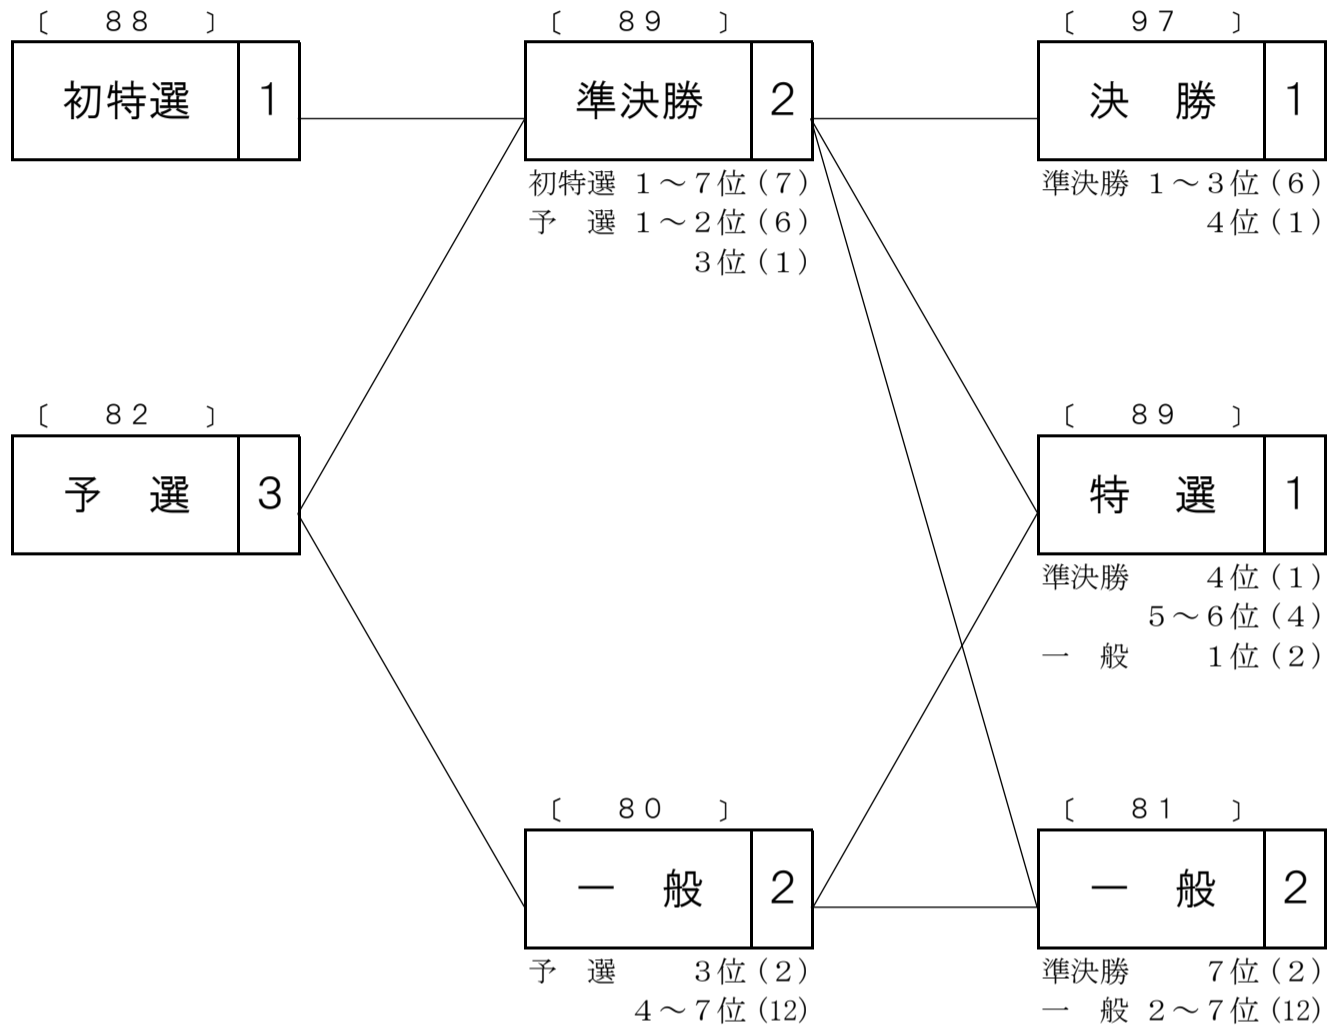 〔　８８　〕
初特選 1
〔　８９　〕
準決勝 2
初特選 １～７位（７）
予　選 １～２位（６）
３位（１）
〔　９７　〕
決　勝 1
準決勝 １～３位（６）
４位（１）
〔　８２　〕
予　選 3
〔　８９　〕
特　選 1
準決勝　４位（１）
５～６位（４）
一　般　１位（２）
〔　８０　〕
一　般 2
予　選　３位（２）
４～７位（12）
〔　８１　〕
一　般 2
準決勝　７位（２）
一　般 ２～７位（12）